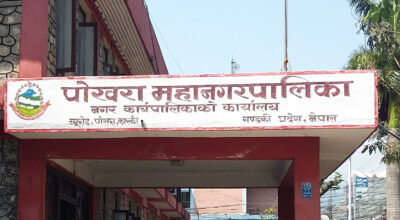 पोखरा महानगरपालिका
नगर कार्यपालिकाको कार्यालय
न्यूरोड, पोखरा, कास्की
गण्डकी प्रदेश, नेपाल